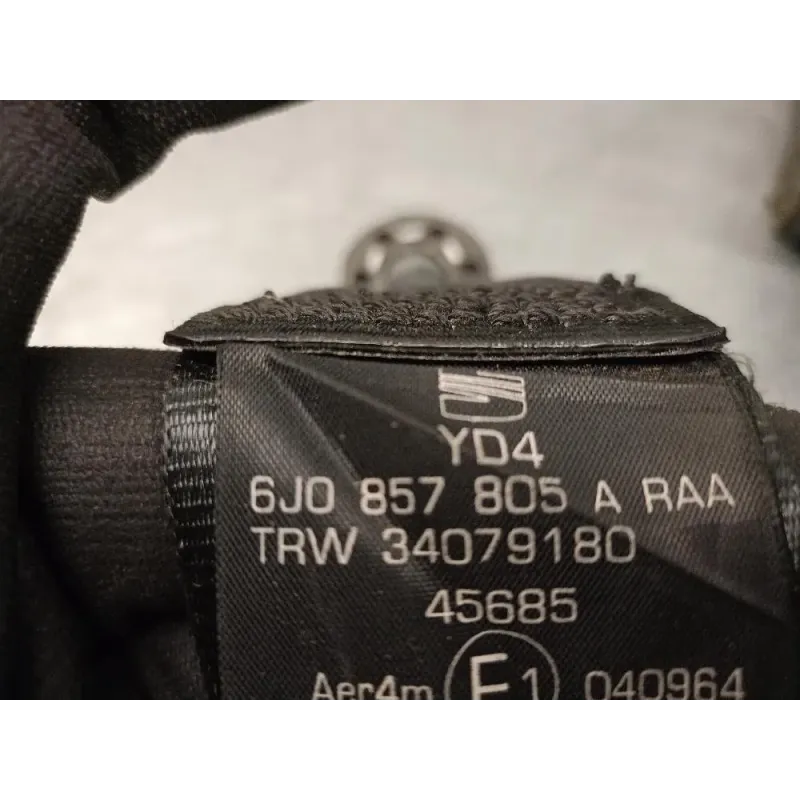 YD4
6J0 857 805 A RAA
TRW 34079180
45685
Aer4m E1 040964